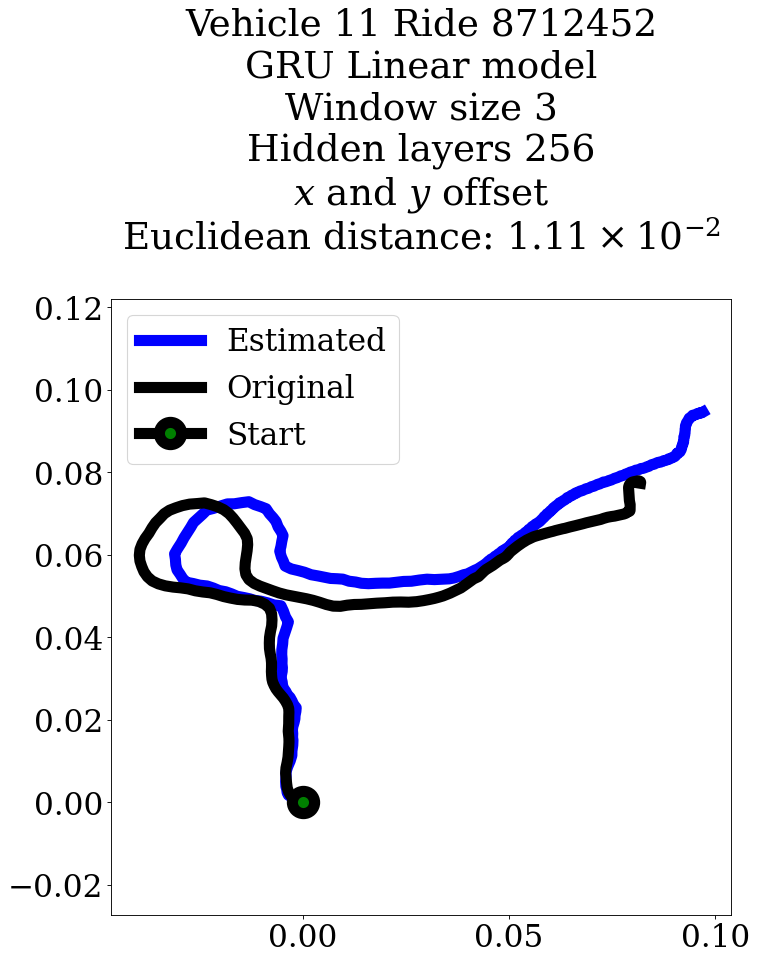 Vehicle 11 Ride 8712452
GRU Linear model
Window size 3
Hidden layers 256
x and y offset
Euclidean distance: 1.11 × 10⁻²
0.12
0.10
0.08
0.06
0.04
0.02
0.00
−0.02
Estimated
Original
Start
0.00 0.05 0.10